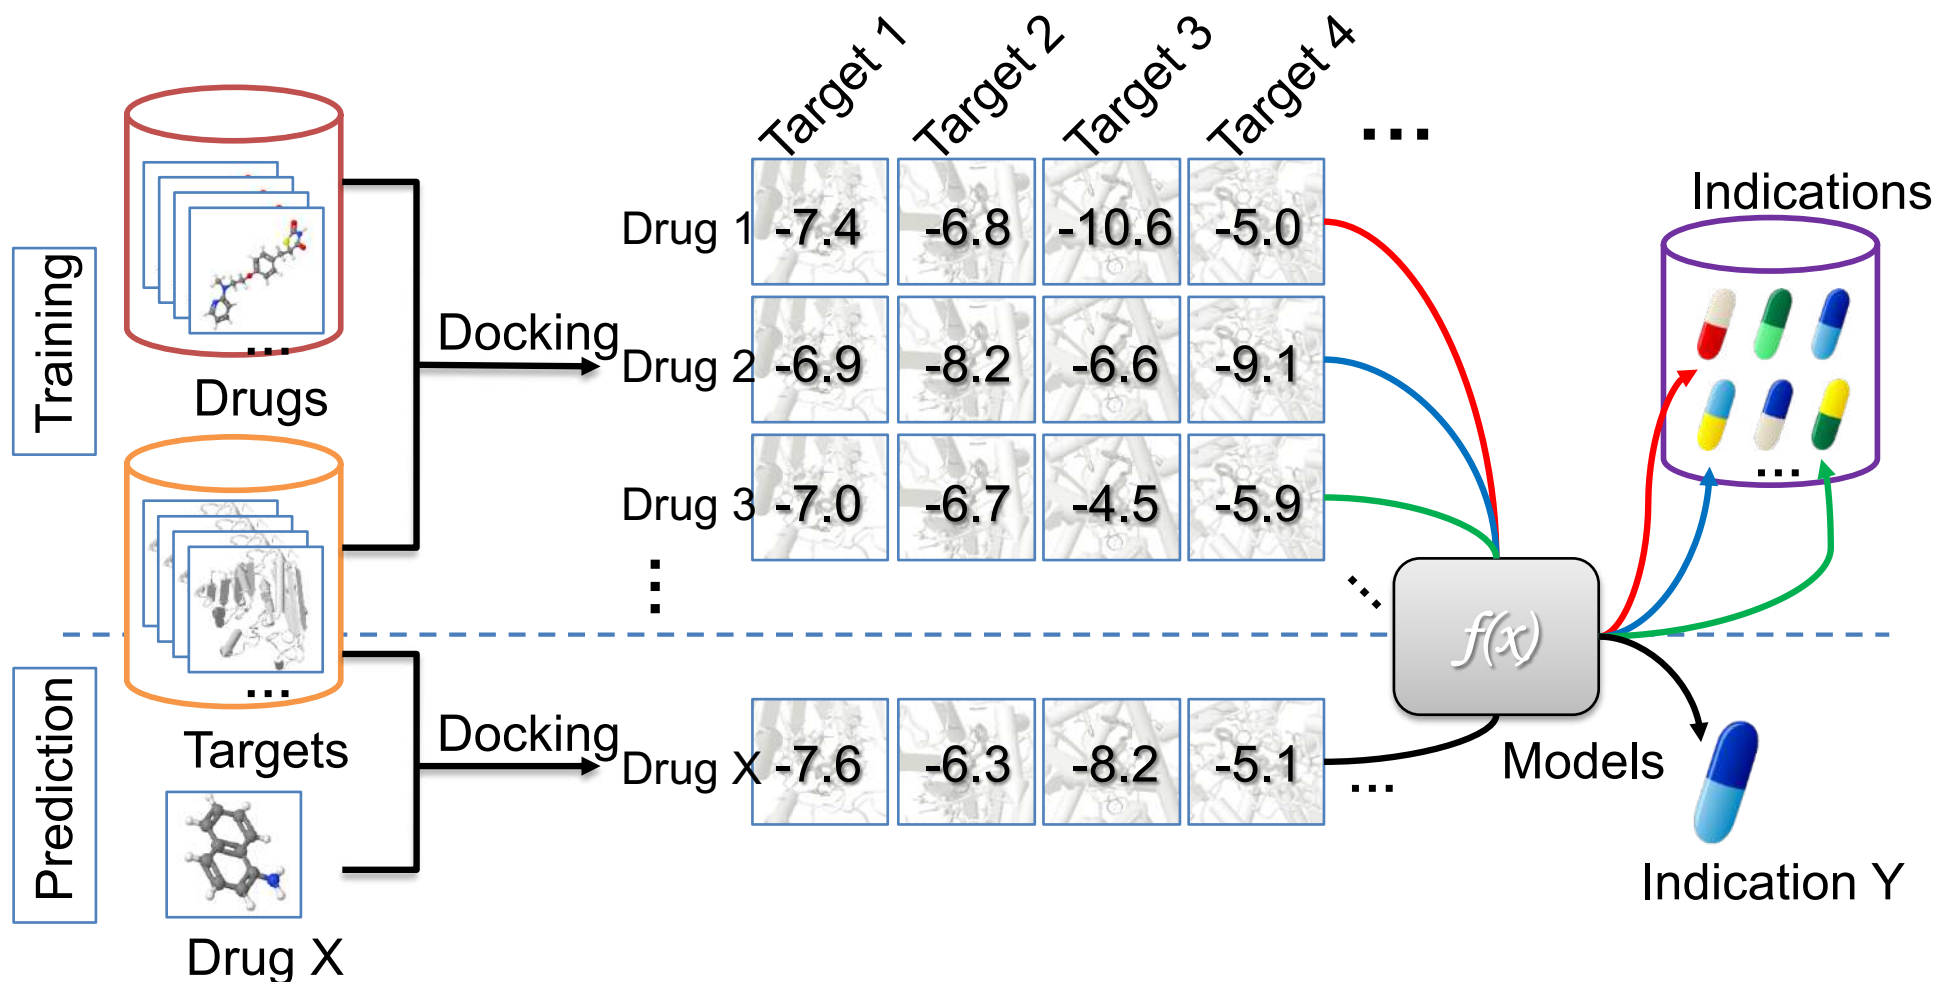 Target 1
Target 2
Target 3
Target 4
...
Training
Drugs
...
Docking
Drug 1 -7.4 -6.8 -10.6 -5.0
Drug 2 -6.9 -8.2 -6.6 -9.1
Drug 3 -7.0 -6.7 -4.5 -5.9
...
...
Indications
...
Targets
...
f(x)
Models
Prediction
Docking
Drug X -7.6 -6.3 -8.2 -5.1
...
Drug X
Indication Y